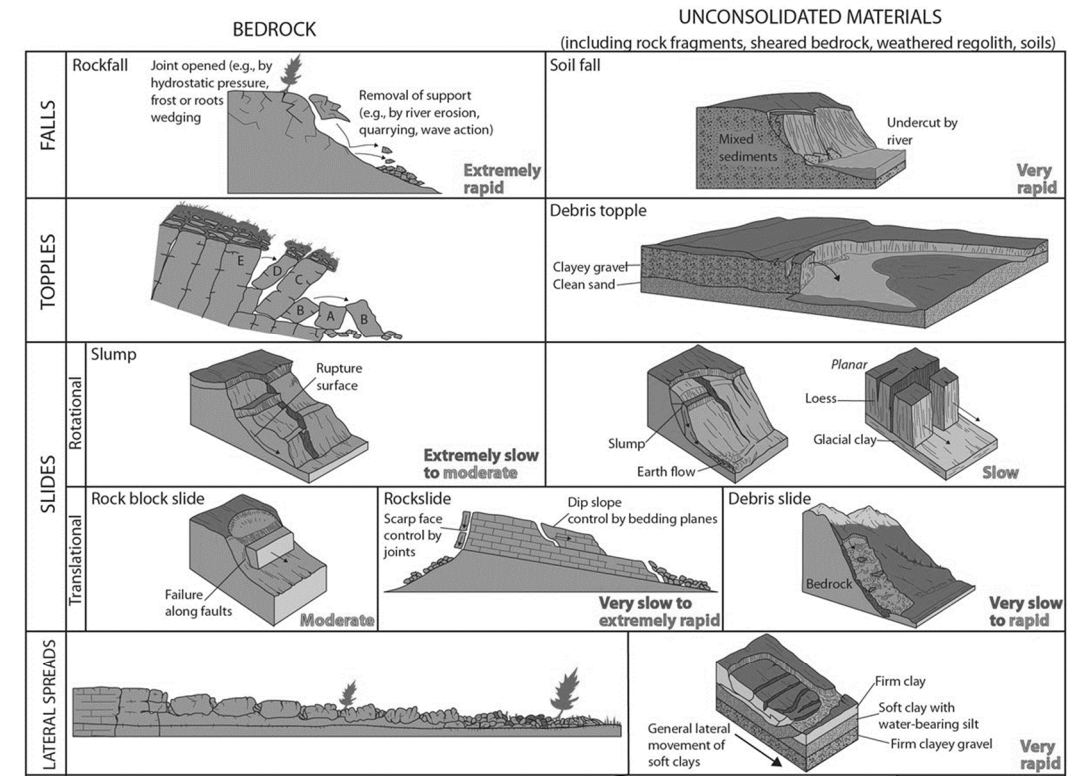 BEDROCK
UNCONSOLIDATED MATERIALS
(including rock fragments, sheared bedrock, weathered regolith, soils)
FALLS
Rockfall
Joint opened (e.g., by
hydrostatic pressure,
frost or roots
wedging
Removal of support
(e.g., by river erosion,
quarrying, wave action)
Extremely
rapid
Soil fall
Mixed
sediments
Undercut by
river
Very
rapid
TOPPLES
E
D
C
B
A
B
Debris topple
Clayey gravel
Clean sand
SLIDES
Rotational
Slump
Rupture
surface
Extremely slow
to moderate
Slump
Earth flow
Planar
Loess
Glacial clay
Slow
Translational
Rock block slide
Failure
along faults
Moderate
Rockslide
Scarp face
control by
joints
Dip slope
control by bedding planes
Very slow to
extremely rapid
Debris slide
Bedrock
Very slow
to rapid
LATERAL SPREADS
General lateral
movement of
soft clays
Firm clay
Soft clay with
water-bearing silt
Firm clayey gravel
Very
rapid